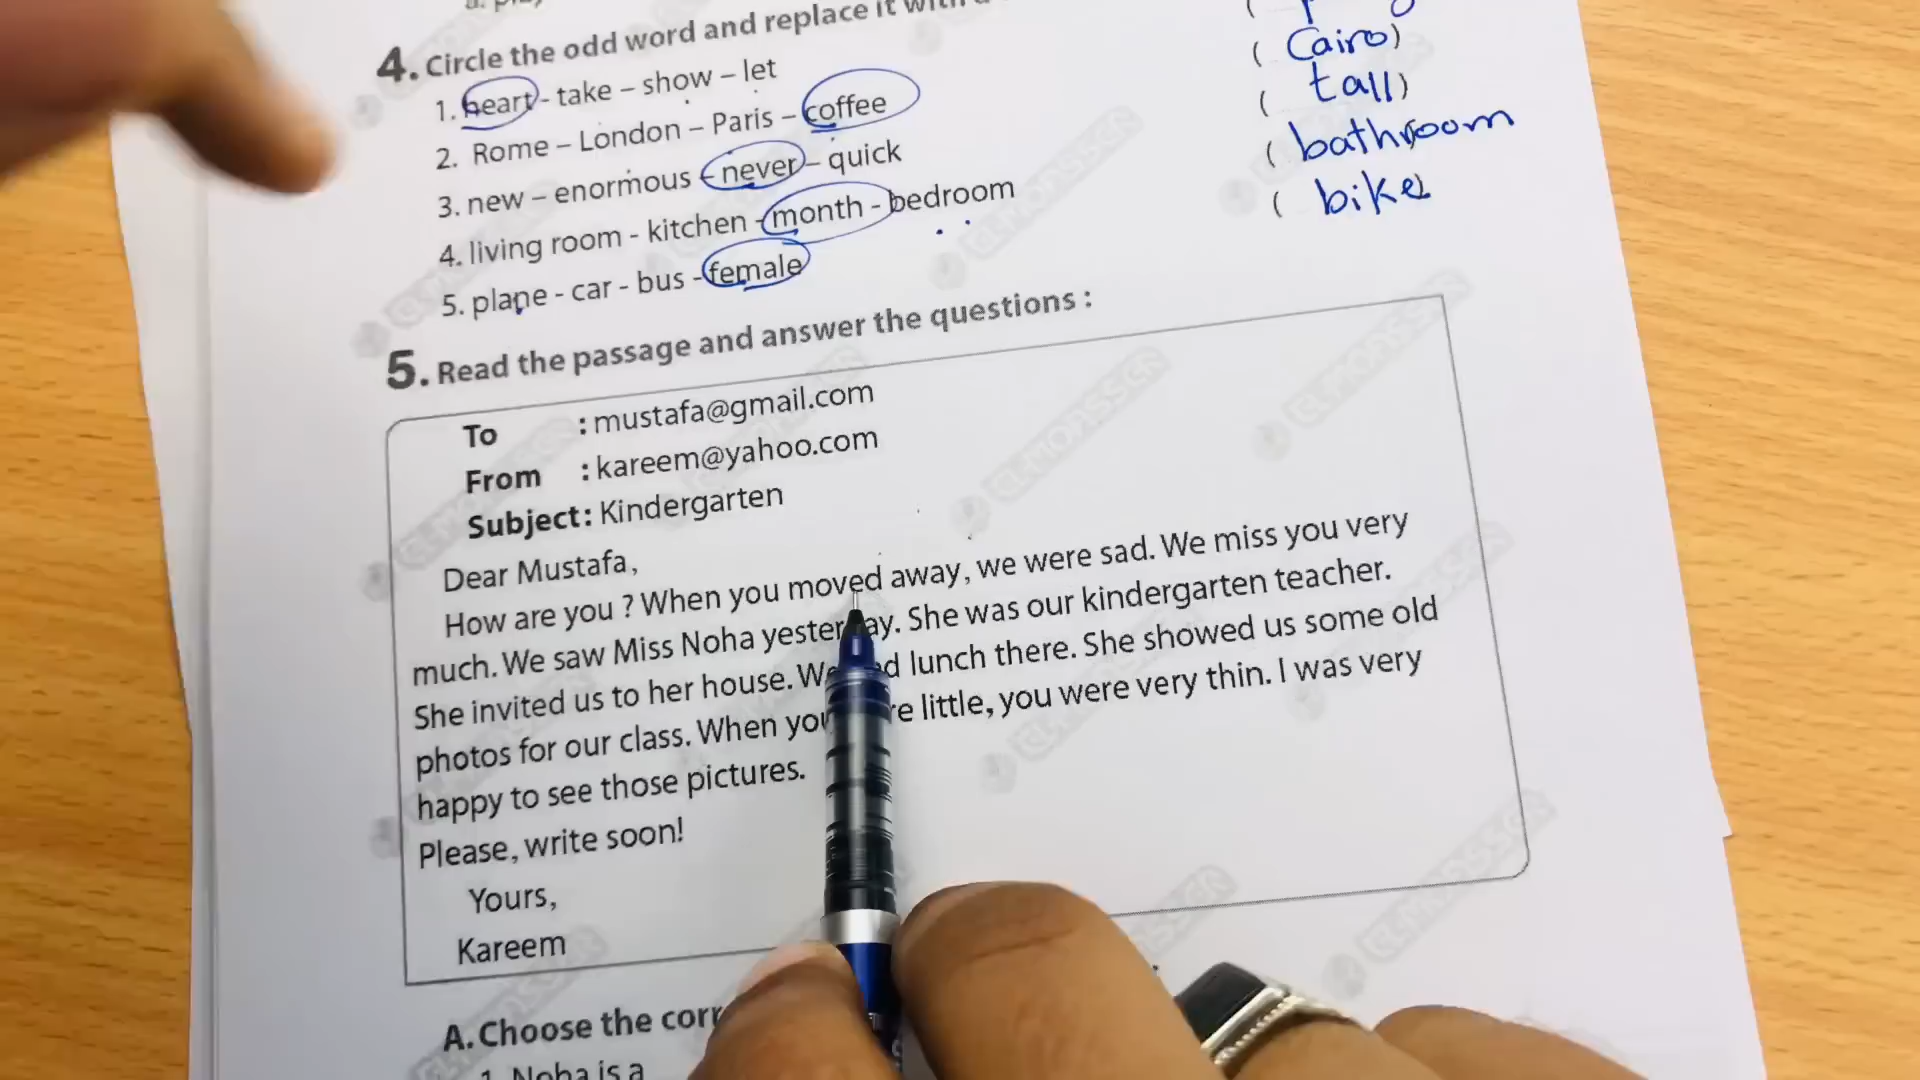 4. Circle the odd word and replace it with a
1. heart - take – show – let
2. Rome – London – Paris – coffee
( Cairo)
3. new – enormous – never – quick
( tall)
4. living room - kitchen - month - bedroom
( bathroom
5. plane - car - bus - female
( bike)
5. Read the passage and answer the questions :
To : mustafa@gmail.com
From : kareem@yahoo.com
Subject : Kindergarten
Dear Mustafa,
How are you ? When you moved away, we were sad. We miss you very
much. We saw Miss Noha yesterday. She was our kindergarten teacher.
She invited us to her house. We lunch there. She showed us some old
photos for our class. When you little, you were very thin. I was very
happy to see those pictures.
Please, write soon!
Yours,
Kareem
A. Choose the
1. Noha is a